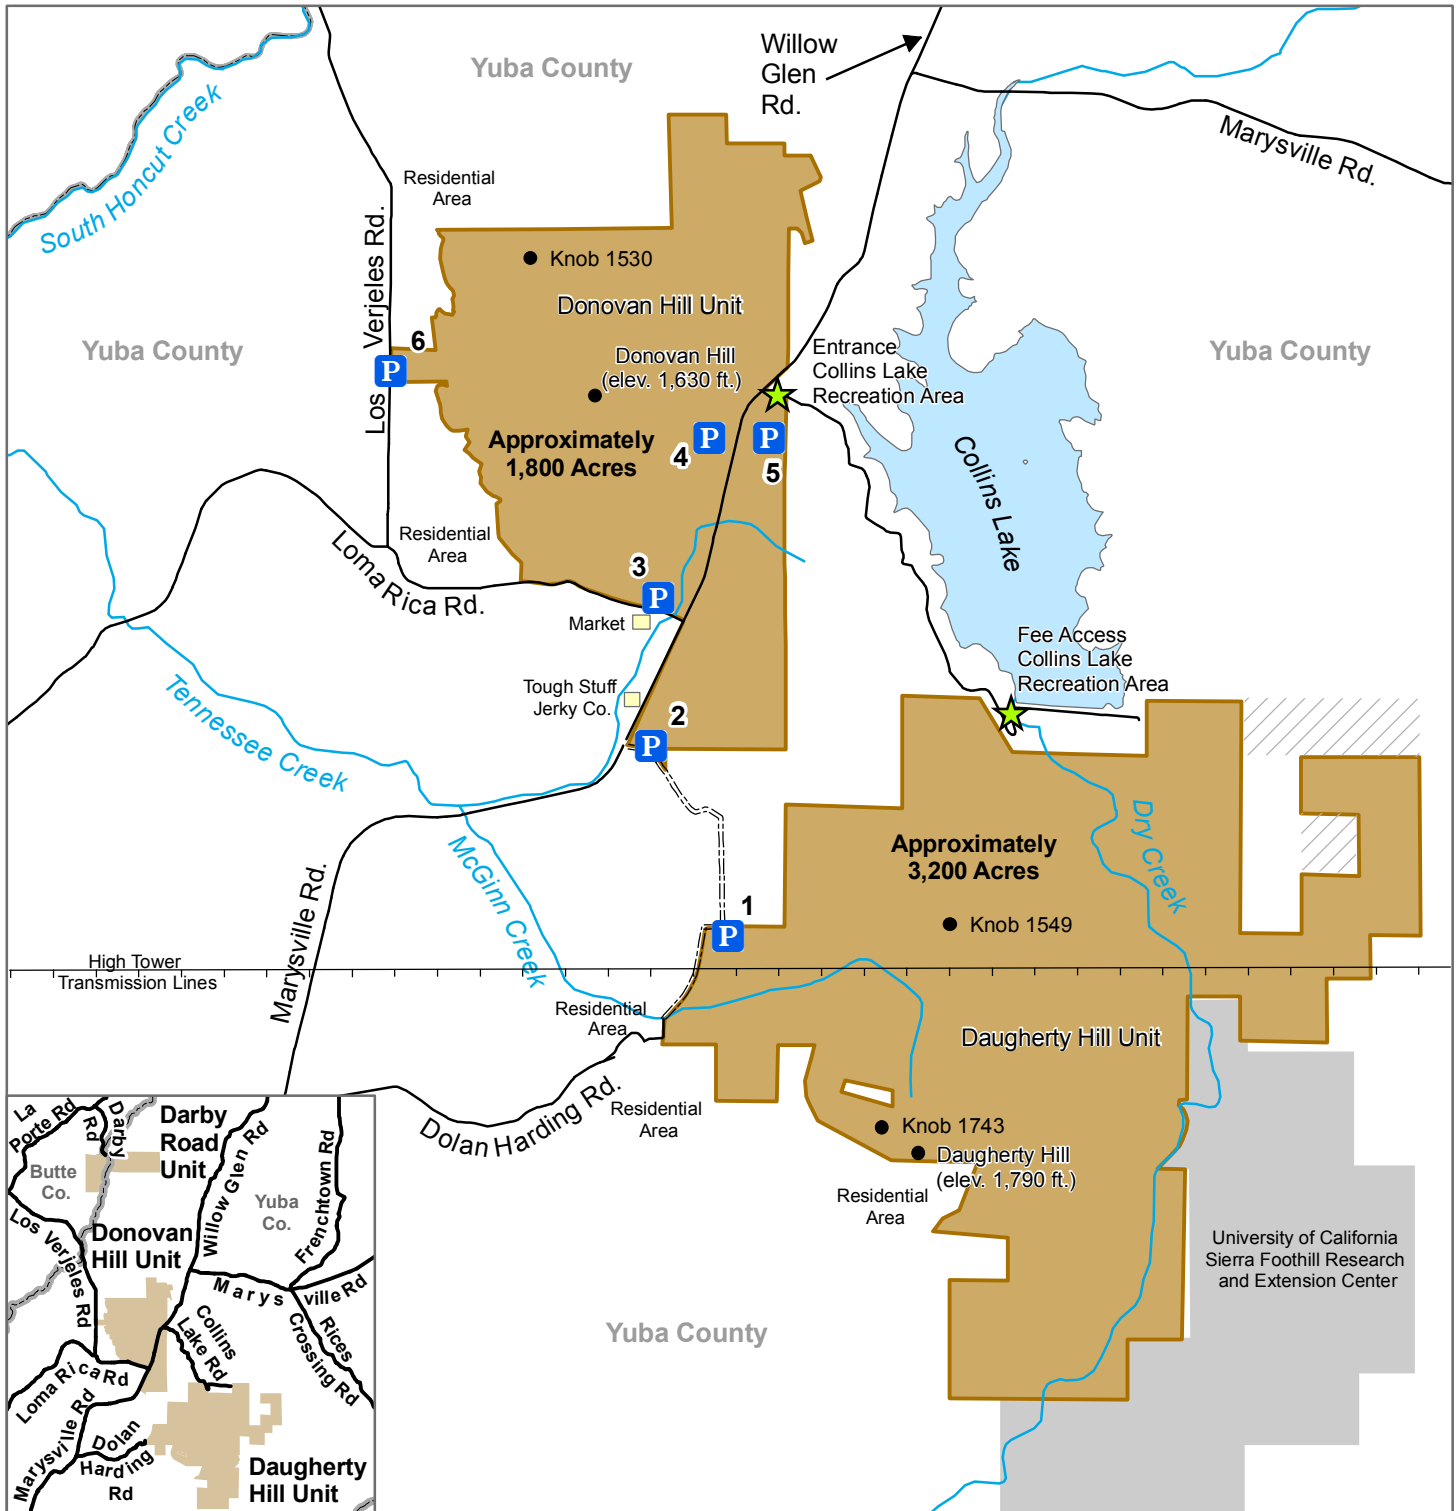 Willow
Glen
Rd.
Yuba County
South Honcut Creek
Marysville Rd.
Residential
Area
Los Verjeles Rd.
Knob 1530
Donovan Hill Unit
Yuba County
6
P
Donovan Hill
(elev. 1,630 ft.)
Entrance
Collins Lake
Recreation Area
Yuba County
Approximately
1,800 Acres
4
P
P
5
Collins Lake
Residential
Area
Loma Rica Rd.
3
P
Market
Fee Access
Collins Lake
Recreation Area
Tough Stuff
Jerky Co.
2
P
Tennessee Creek
McGinn Creek
Dry Creek
Approximately
3,200 Acres
1
P
Knob 1549
Marysville Rd.
High Tower
Transmission Lines
Residential
Area
Daugherty Hill Unit
Dolan Harding Rd.
Residential
Area
Knob 1743
Daugherty Hill
(elev. 1,790 ft.)
Residential
Area
University of California
Sierra Foothill Research
and Extension Center
Yuba County
La
Porte Rd
Darby
Rd
Darby
Road
Unit
Butte
Co.
Willow Glen Rd
Yuba
Co.
Frenchtown Rd
Los Verjeles Rd
Donovan
Hill Unit
Marysville Rd
Collins
Lake Rd
Rices
Crossing Rd
Loma Rica Rd
Marysville Rd
Dolan
Harding
Rd
Daugherty
Hill Unit